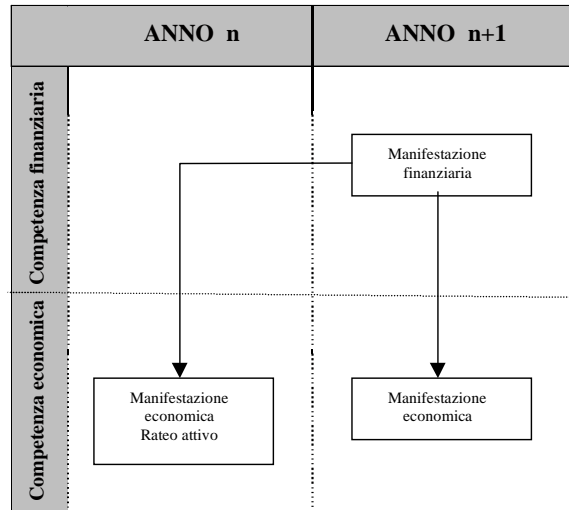 ANNO n
ANNO n+1
Competenza finanziaria
Manifestazione
finanziaria
Competenza economica
Manifestazione
economica
Rateo attivo
Manifestazione
economica